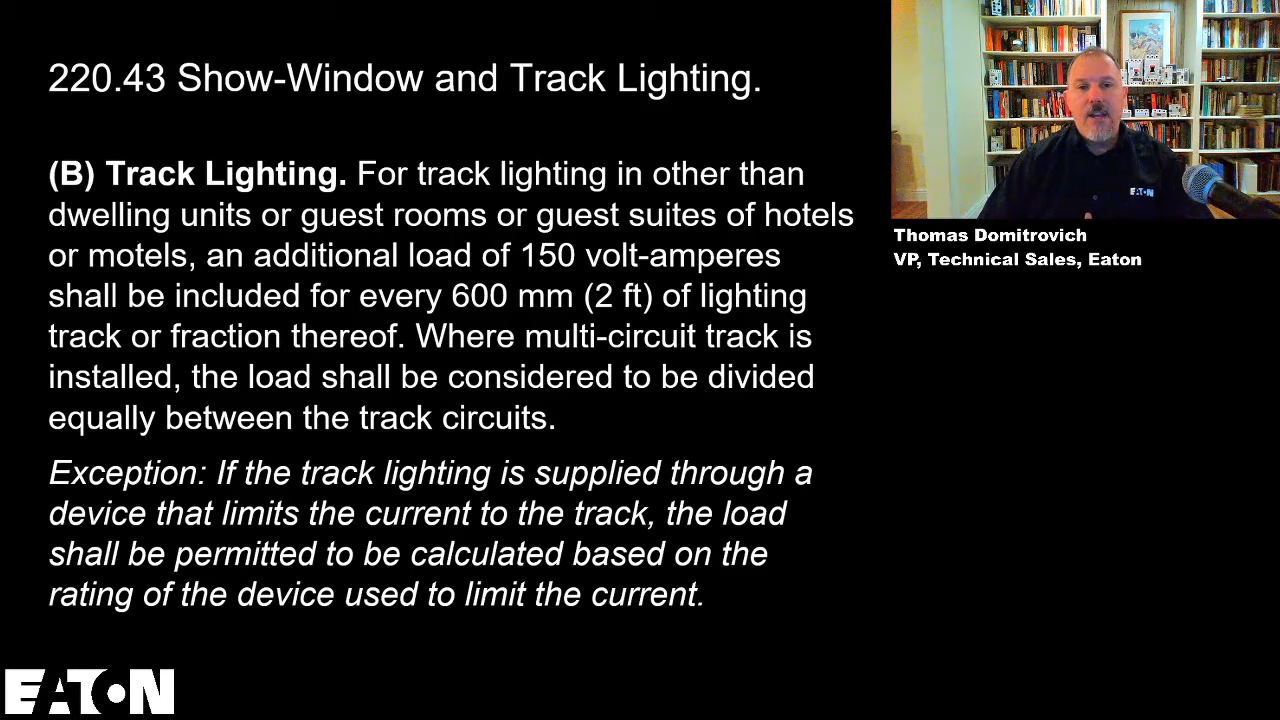 220.43 Show-Window and Track Lighting.
(B) Track Lighting. For track lighting in other than
dwelling units or guest rooms or guest suites of hotels
or motels, an additional load of 150 volt-amperes
shall be included for every 600 mm (2 ft) of lighting
track or fraction thereof. Where multi-circuit track is
installed, the load shall be considered to be divided
equally between the track circuits.
Exception: If the track lighting is supplied through a
device that limits the current to the track, the load
shall be permitted to be calculated based on the
rating of the device used to limit the current.
EATON
EATON
Thomas Domitrovich
VP, Technical Sales, Eaton